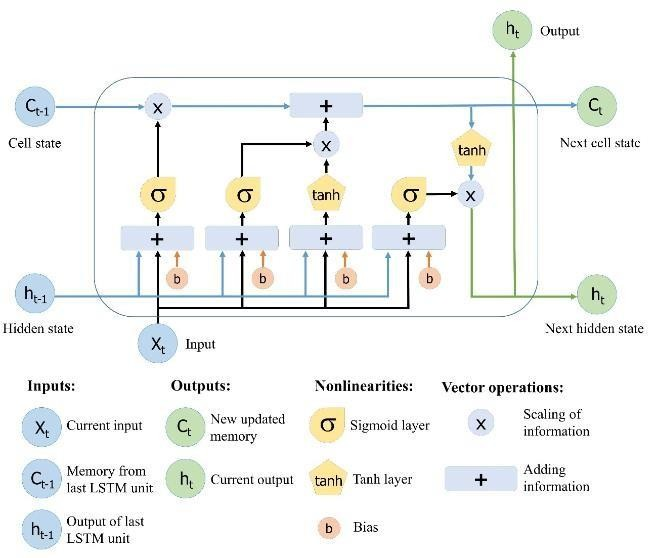 ht
Output
Ct-1
x
+
Ct
Cell state
x
tanh
Next cell state
σ
σ
tanh
σ
x
+
+
+
+
b
b
b
b
ht-1
ht
Hidden state
Next hidden state
Xt
Input
Inputs:
Outputs:
Nonlinearities:
Vector operations:
Xt
Current input
Ct
New updated
memory
σ
Sigmoid layer
x
Scaling of
information
Ct-1
Memory from
last LSTM unit
ht
Current output
tanh
Tanh layer
+
Adding
information
ht-1
Output of last
LSTM unit
b
Bias